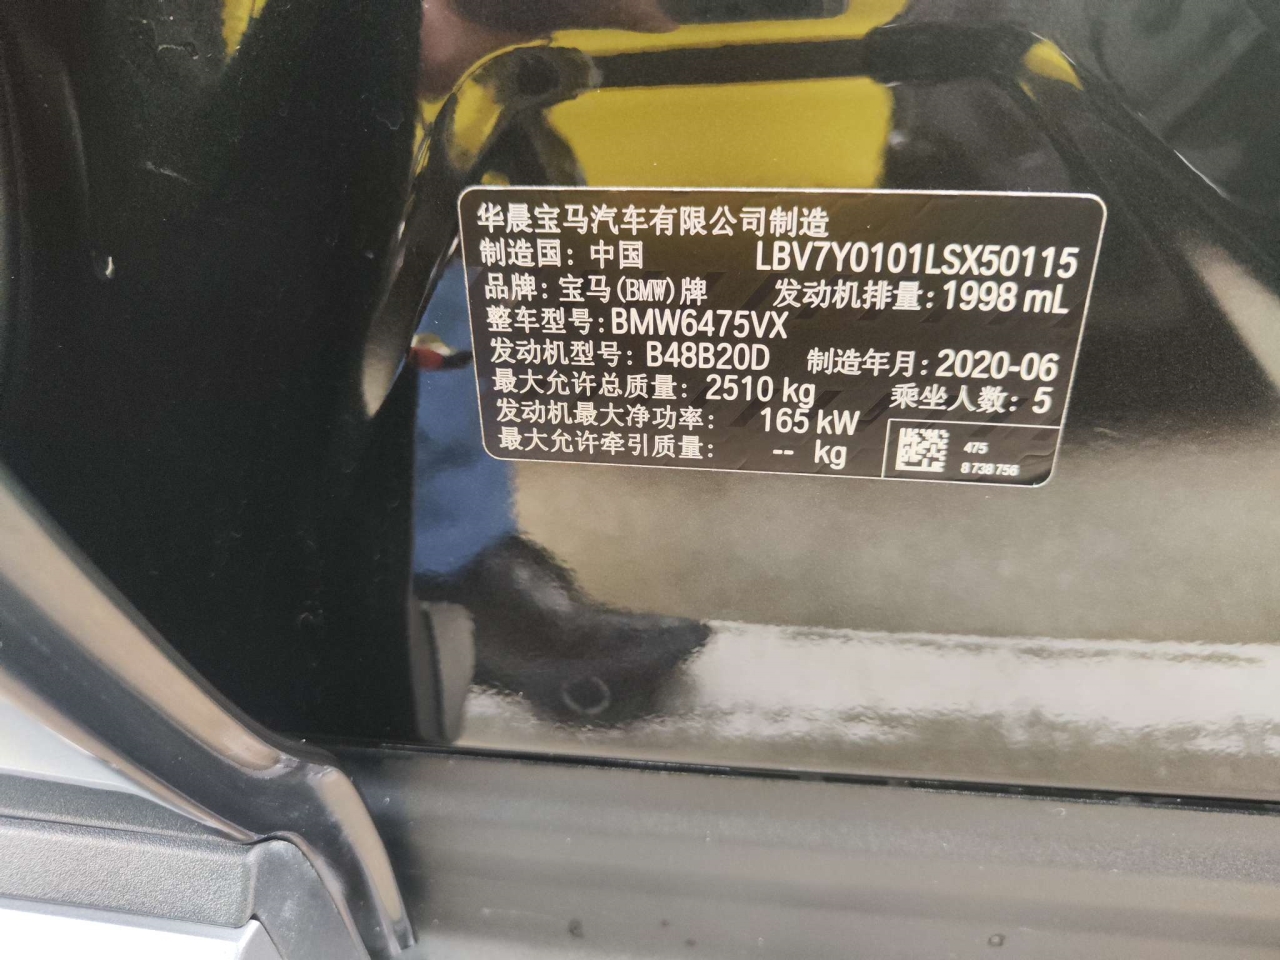 华晨宝马汽车有限公司制造
制造国: 中国 LBV7Y0101LSX50115
品牌: 宝马(BMW)牌 发动机排量: 1998 mL
整车型号: BMW6475VX
发动机型号: B48B20D 制造年月: 2020-06
最大允许总质量: 2510 kg 乘坐人数: 5
发动机最大净功率: 165 kW
最大允许牵引质量: -- kg
475
8 738 756